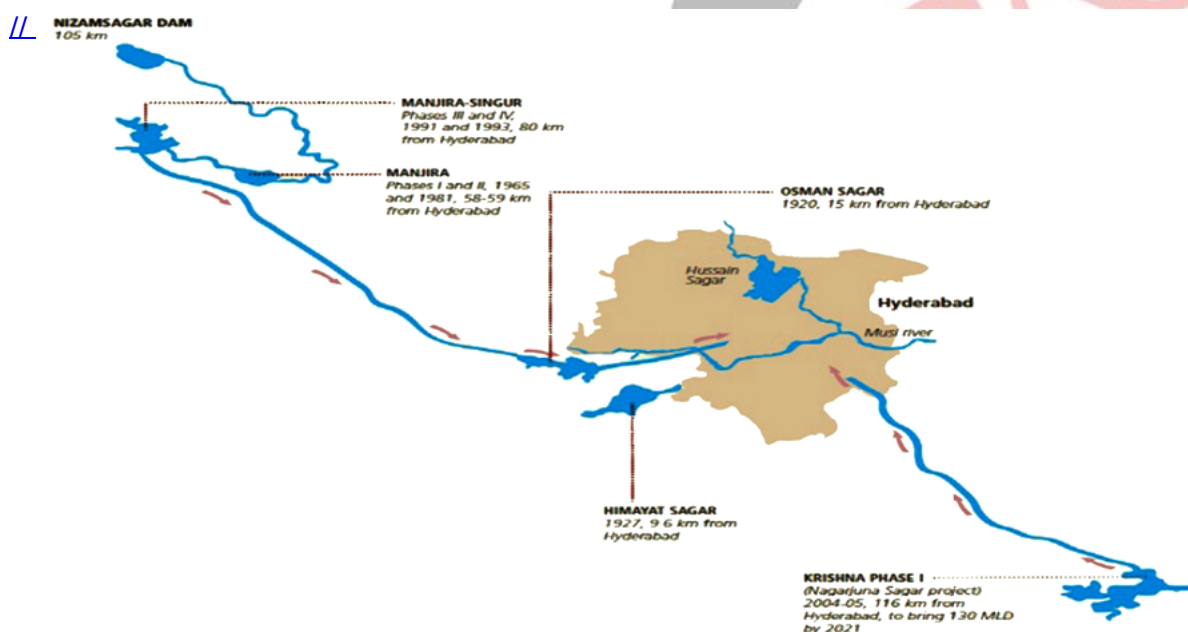 //
NIZAMSAGAR DAM
105 km
MANJIRA-SINGUR
Phases III and IV,
1991 and 1993, 80 km
from Hyderabad
MANJIRA
Phases I and II, 1965
and 1981, 58-59 km
from Hyderabad
OSMAN SAGAR
1920, 15 km from Hyderabad
Hussain
Sagar
Hyderabad
Musi river
HIMAYAT SAGAR
1927, 9 6 km from
Hyderabad
KRISHNA PHASE I
(Nagarjuna Sagar project)
2004-05, 116 km from
Hyderabad, to bring 130 MLD
by 2021